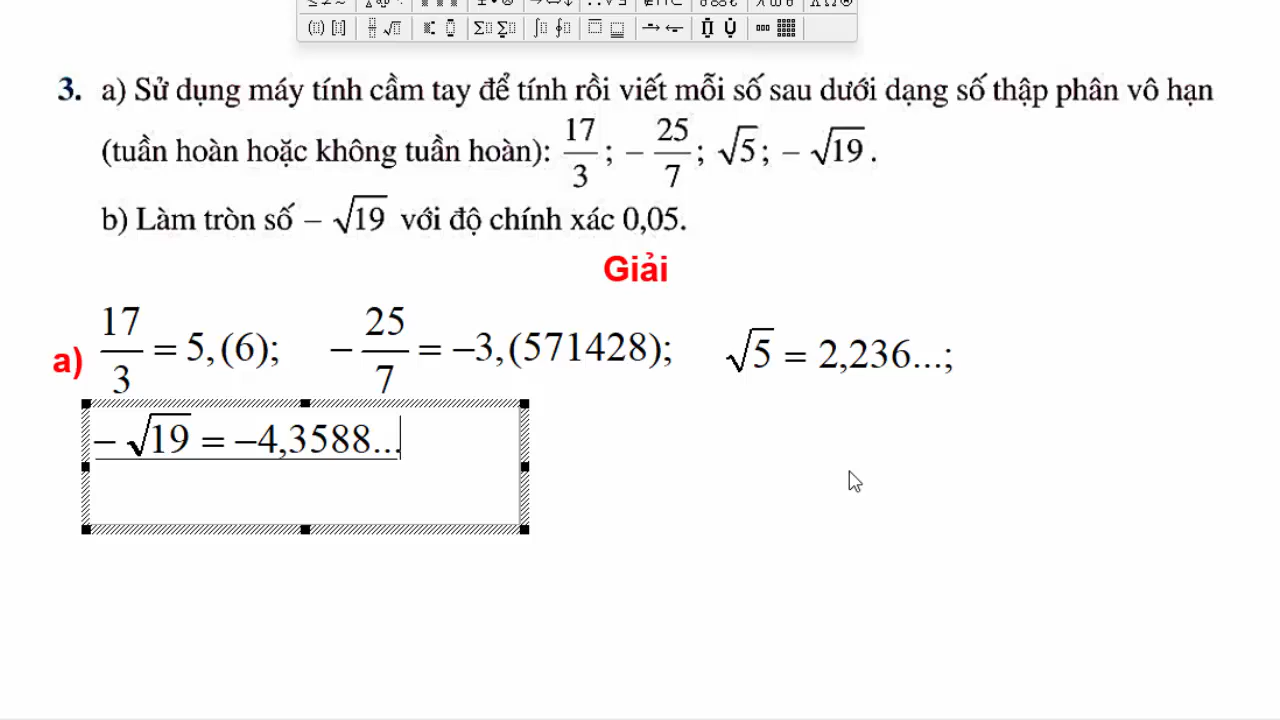 3. a) Sử dụng máy tính cầm tay để tính rồi viết mỗi số sau dưới dạng số thập phân vô hạn
(tuần hoàn hoặc không tuần hoàn): 17/3; −25/7; √5; −√19.
b) Làm tròn số −√19 với độ chính xác 0,05.
Giải
a) 17/3 = 5,(6); −25/7 = −3,(571428); √5 = 2,236...;
−√19 = −4,3588...